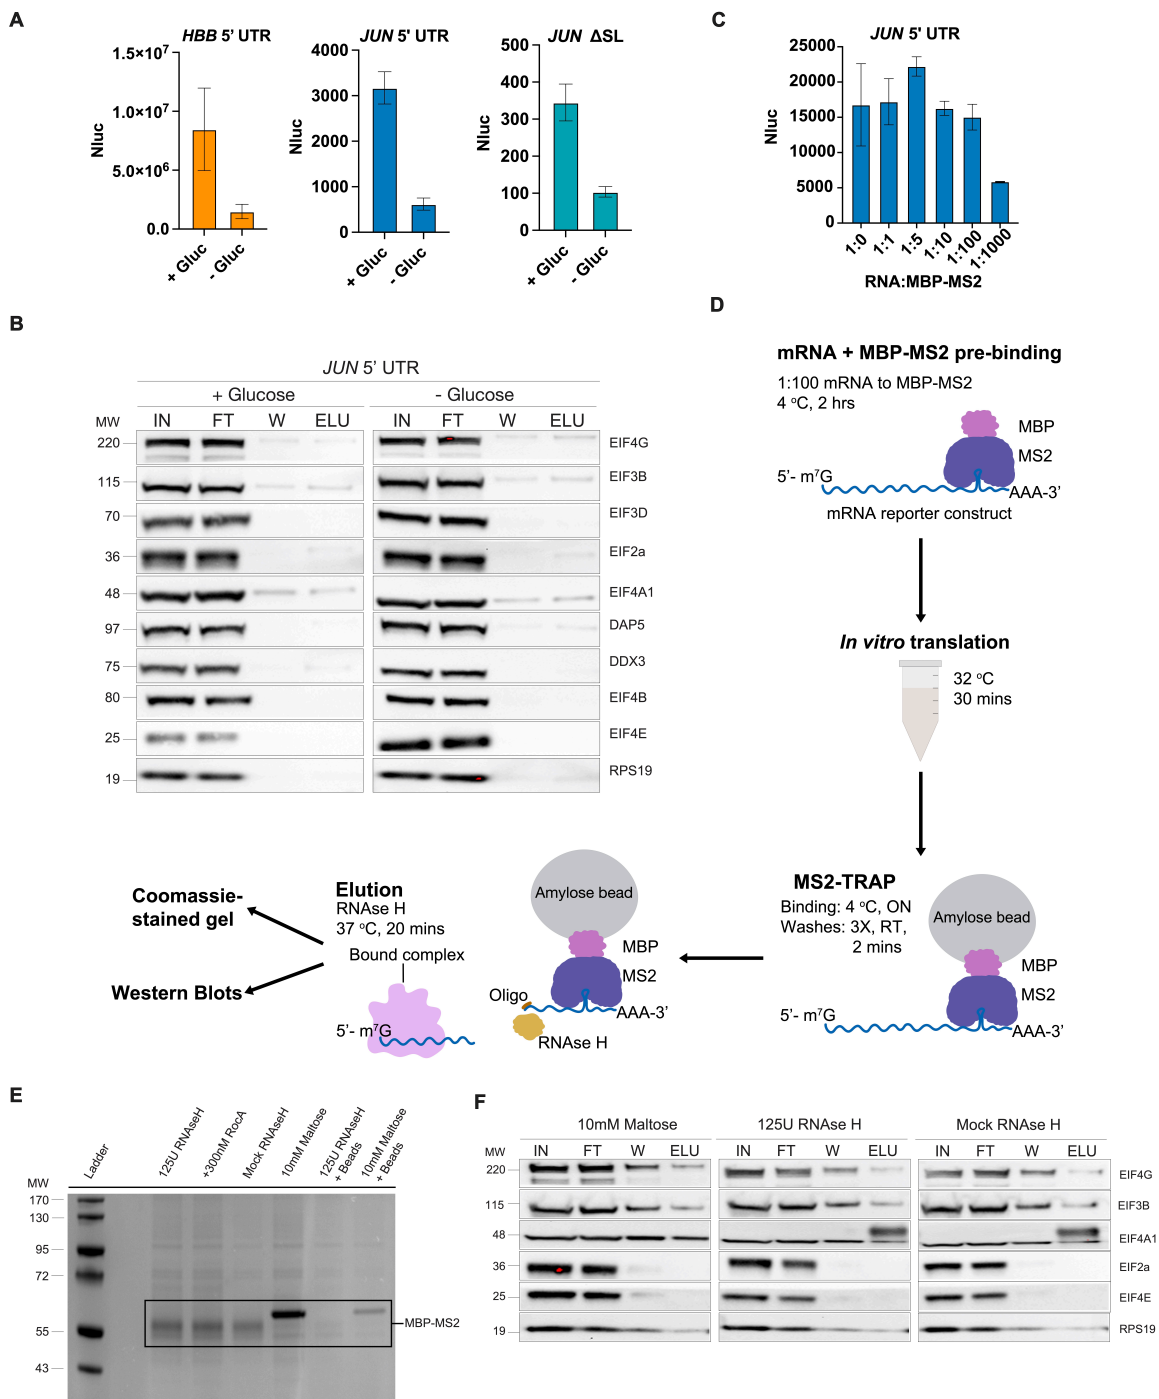 A
HBB 5' UTR
1.5×10⁷
1.0×10⁷
5.0×10⁶
0.0
Nluc
+ Gluc
- Gluc
JUN 5' UTR
4000
3000
2000
1000
0
Nluc
+ Gluc
- Gluc
JUN ΔSL
500
400
300
200
100
0
Nluc
+ Gluc
- Gluc
C
JUN 5' UTR
25000
20000
15000
10000
5000
0
Nluc
1:0
1:1
1:5
1:10
1:100
1:1000
RNA:MBP-MS2
B
JUN 5' UTR
+ Glucose
- Glucose
MW
IN FT W ELU
IN FT W ELU
220
EIF4G
115
EIF3B
70
EIF3D
36
EIF2a
48
EIF4A1
97
DAP5
75
DDX3
80
EIF4B
25
EIF4E
19
RPS19
D
mRNA + MBP-MS2 pre-binding
1:100 mRNA to MBP-MS2
4 ºC, 2 hrs
MBP
MS2
5'- m⁷G
AAA-3'
mRNA reporter construct
In vitro translation
32 ºC
30 mins
MS2-TRAP
Binding: 4 ºC, ON
Washes: 3X, RT,
2 mins
Amylose bead
MBP
MS2
5'- m⁷G
AAA-3'
Amylose bead
MBP
MS2
Oligo
AAA-3'
RNAse H
Elution
RNAse H
37 ºC, 20 mins
Bound complex
5'- m⁷G
Coomassie-
stained gel
Western Blots
E
MW
Ladder
125U RNAseH
+300nM RocA
Mock RNAseH
10mM Maltose
125U RNAseH
+ Beads
10mM Maltose
+ Beads
170
130
95
72
55
43
MBP-MS2
F
10mM Maltose
125U RNAse H
Mock RNAse H
MW
IN FT W ELU
IN FT W ELU
IN FT W ELU
220
EIF4G
115
EIF3B
48
EIF4A1
36
EIF2a
25
EIF4E
19
RPS19